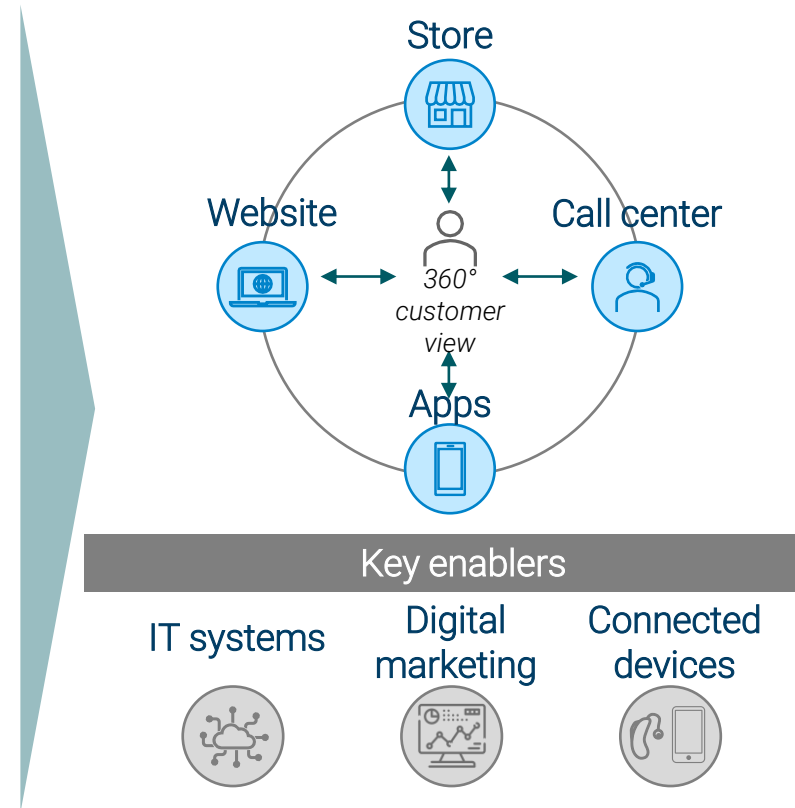 Store
Website
Call center
360°
customer
view
Apps
Key enablers
IT systems
Digital
marketing
Connected
devices